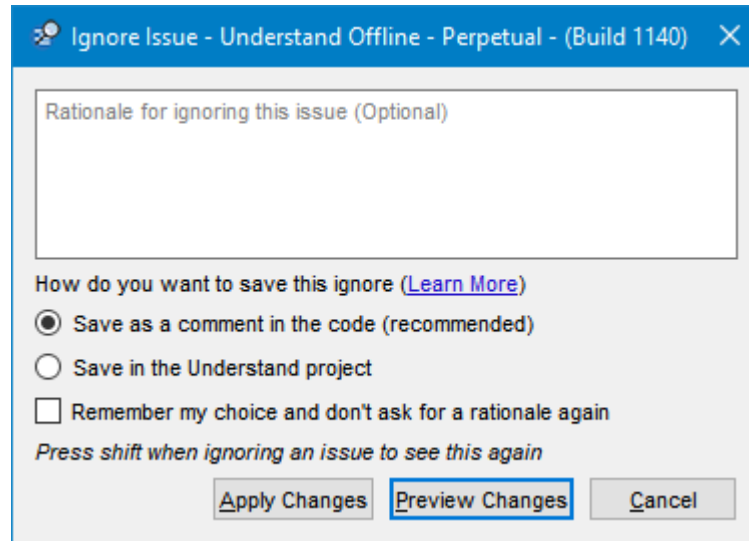 Ignore Issue - Understand Offline - Perpetual - (Build 1140)
Rationale for ignoring this issue (Optional)
How do you want to save this ignore (Learn More)
Save as a comment in the code (recommended)
Save in the Understand project
Remember my choice and don't ask for a rationale again
Press shift when ignoring an issue to see this again
Apply Changes Preview Changes Cancel